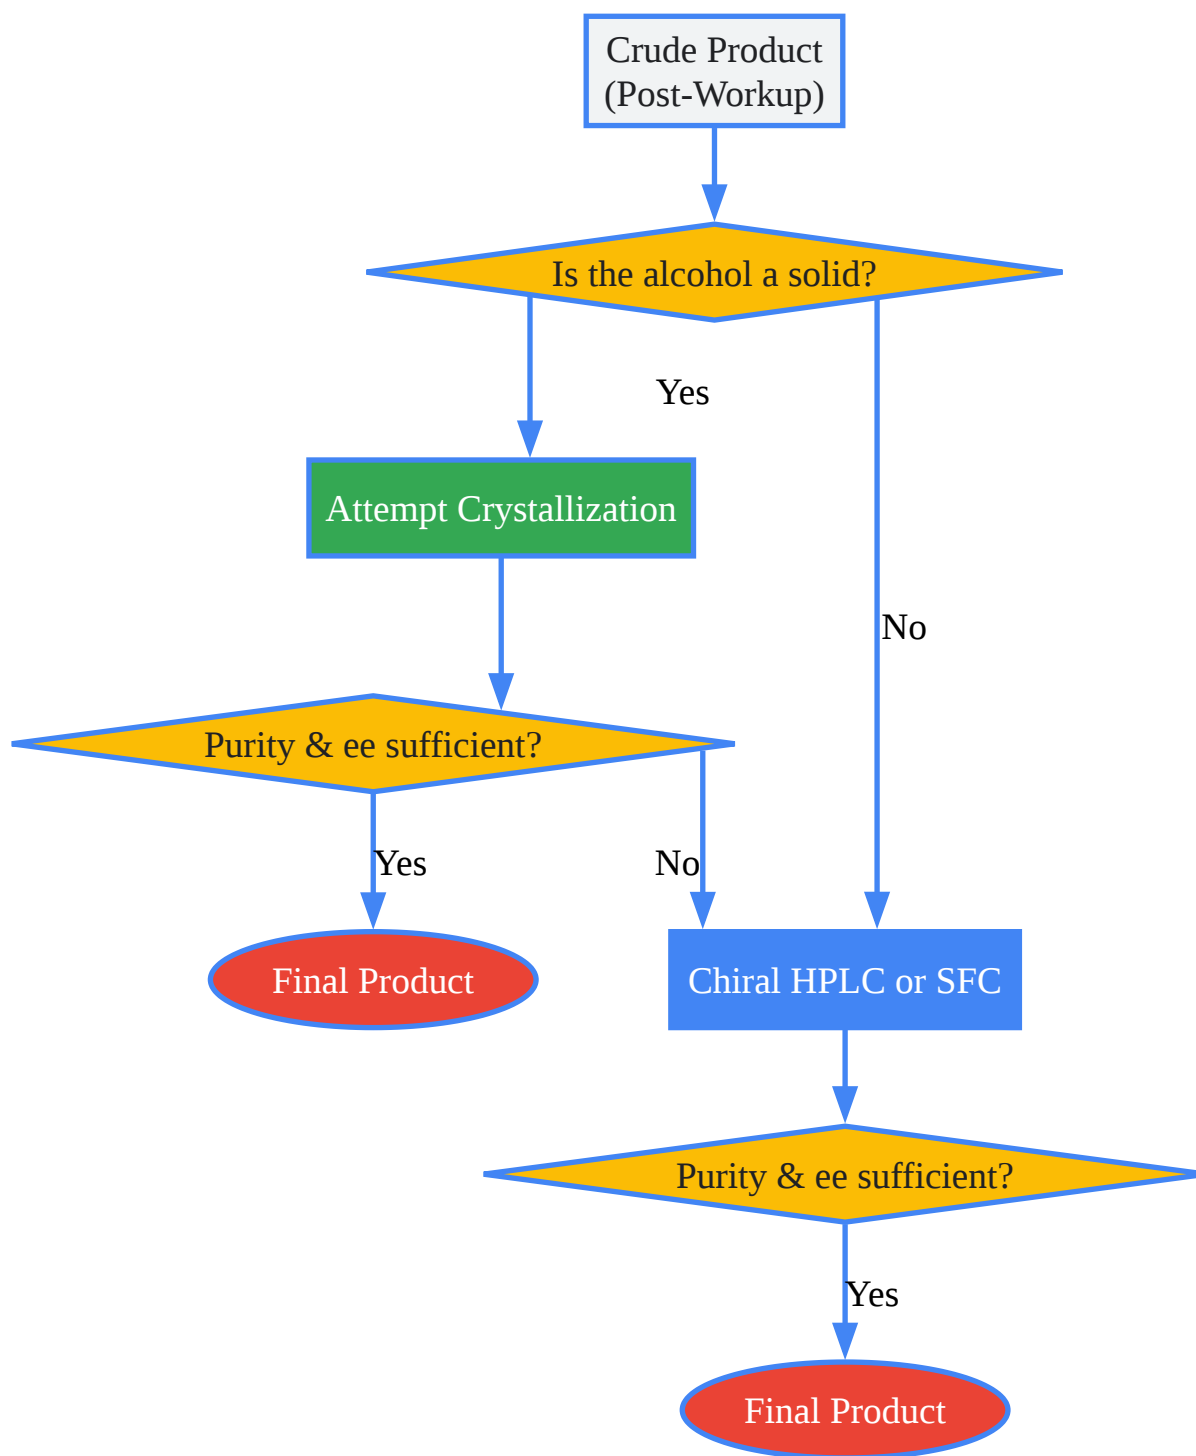 Crude Product
(Post-Workup)
Is the alcohol a solid?
Yes
Attempt Crystallization
No
Purity & ee sufficient?
Yes
No
Final Product
Chiral HPLC or SFC
Purity & ee sufficient?
Yes
Final Product